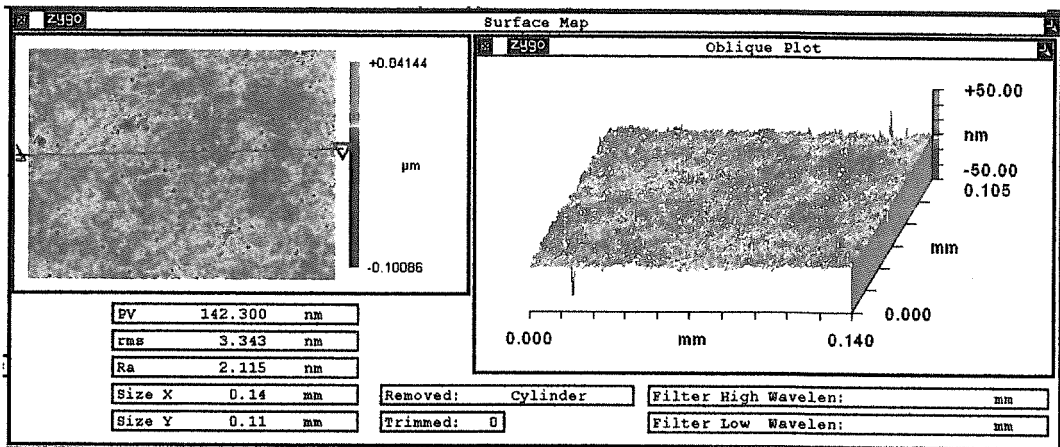 zygo
Surface Map
+0.04144
µm
-0.10086
zygo
Oblique Plot
+50.00
nm
-50.00
0.105
mm
0.000
0.000
mm
0.140
PV 142.300 nm
rms 3.343 nm
Ra 2.115 nm
Size X 0.14 mm
Size Y 0.11 mm
Removed: Cylinder
Trimmed: 0
Filter High Wavelen: mm
Filter Low Wavelen: mm